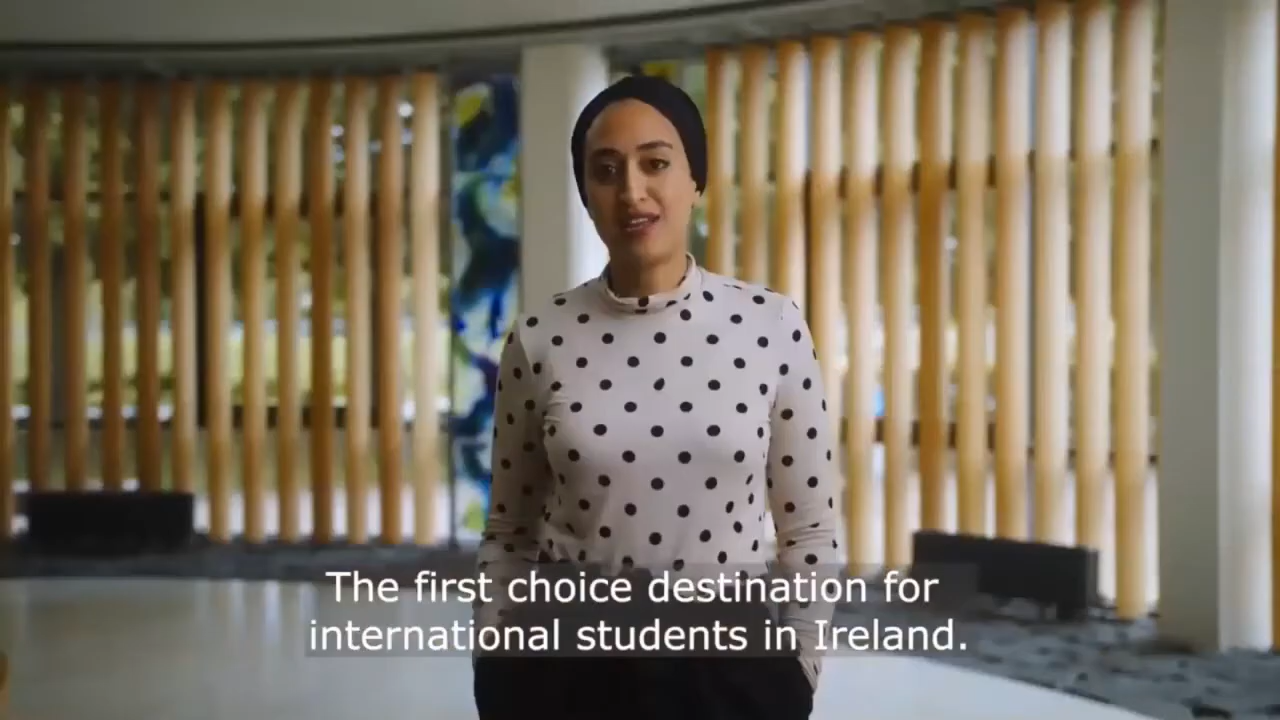 The first choice destination for
international students in Ireland.